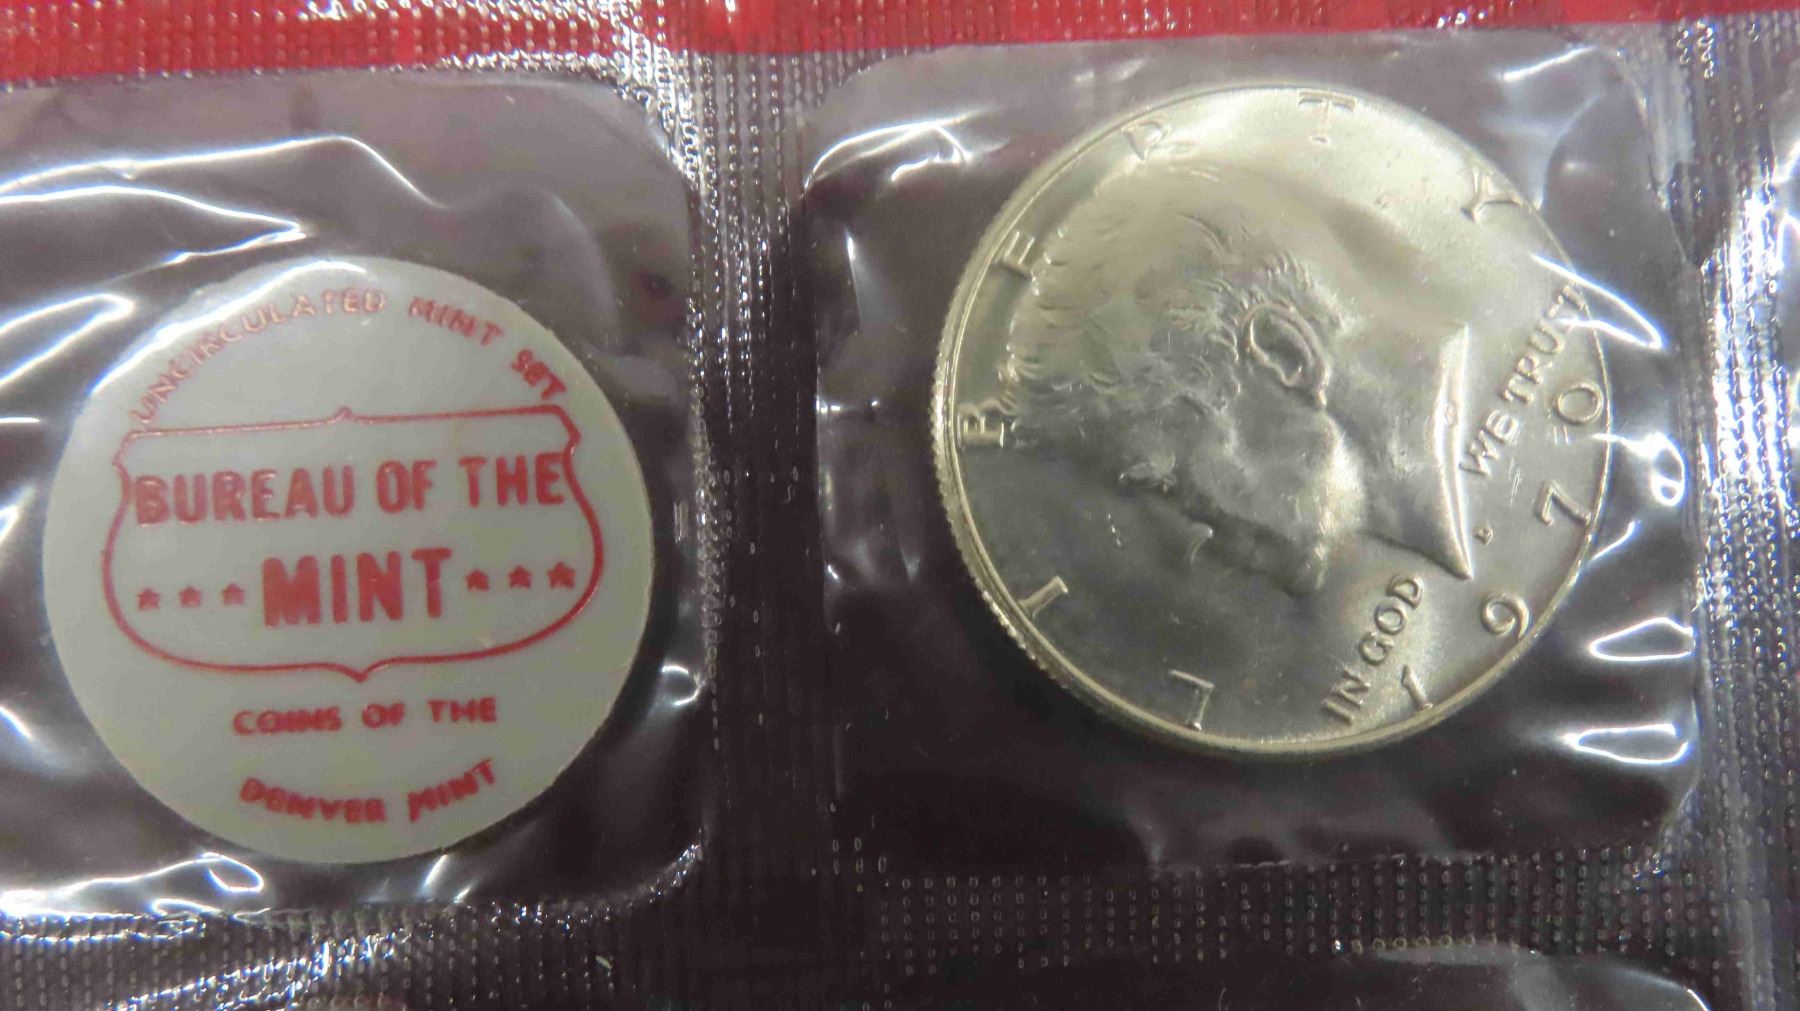 UNCIRCULATED MINT SET
BUREAU OF THE
*** MINT ***
COINS OF THE
DENVER MINT
LIBERTY
IN GOD WE TRUST
D
1970